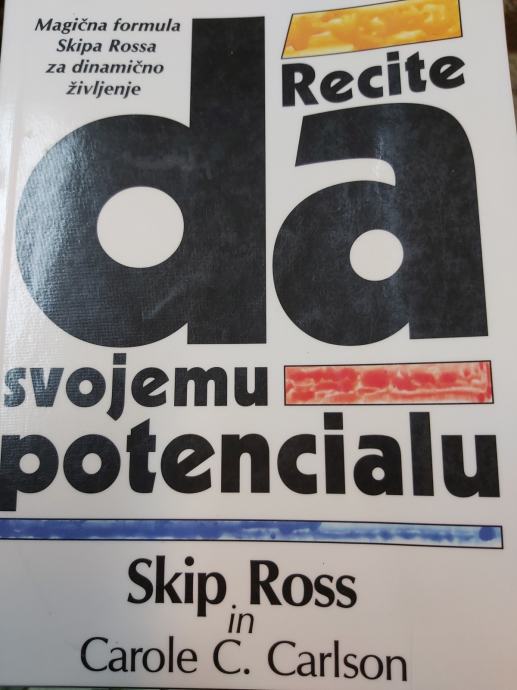 Magična formula
Skipa Rossa
za dinamično
življenje
Recite
da
svojemu
potencialu
Skip Ross
in
Carole C. Carlson